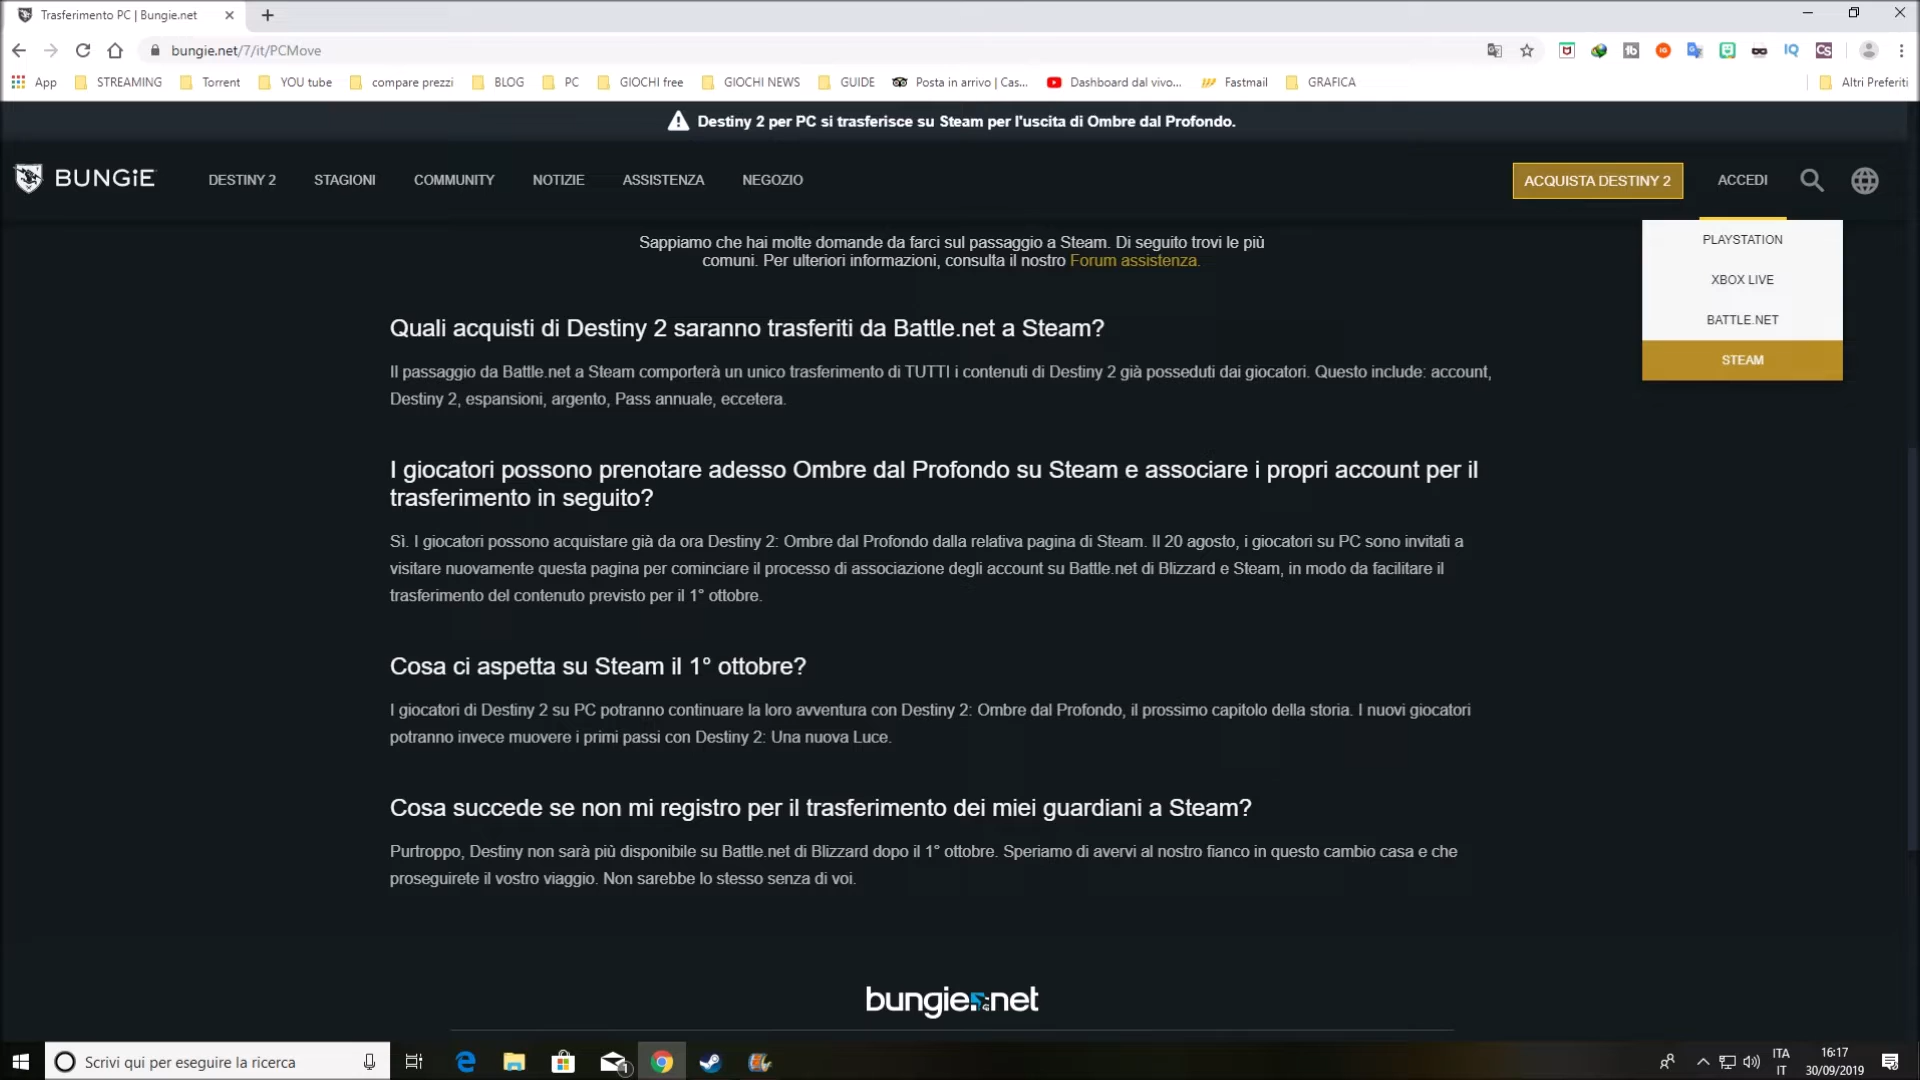 Trasferimento PC | Bungie.net
bungie.net/7/it/PCMove
App STREAMING Torrent YOU tube compare prezzi BLOG PC GIOCHI free GIOCHI NEWS GUIDE Posta in arrivo | Cas... Dashboard dal vivo... Fastmail GRAFICA Altri Preferiti
Destiny 2 per PC si trasferisce su Steam per l'uscita di Ombre dal Profondo.
BUNGiE DESTINY 2 STAGIONI COMMUNITY NOTIZIE ASSISTENZA NEGOZIO ACQUISTA DESTINY 2 ACCEDI
PLAYSTATION
XBOX LIVE
BATTLE.NET
STEAM
Sappiamo che hai molte domande da farci sul passaggio a Steam. Di seguito trovi le più
comuni. Per ulteriori informazioni, consulta il nostro Forum assistenza.
Quali acquisti di Destiny 2 saranno trasferiti da Battle.net a Steam?
Il passaggio da Battle.net a Steam comporterà un unico trasferimento di TUTTI i contenuti di Destiny 2 già posseduti dai giocatori. Questo include: account,
Destiny 2, espansioni, argento, Pass annuale, eccetera.
I giocatori possono prenotare adesso Ombre dal Profondo su Steam e associare i propri account per il
trasferimento in seguito?
Sì. I giocatori possono acquistare già da ora Destiny 2: Ombre dal Profondo dalla relativa pagina di Steam. Il 20 agosto, i giocatori su PC sono invitati a
visitare nuovamente questa pagina per cominciare il processo di associazione degli account su Battle.net di Blizzard e Steam, in modo da facilitare il
trasferimento del contenuto previsto per il 1° ottobre.
Cosa ci aspetta su Steam il 1° ottobre?
I giocatori di Destiny 2 su PC potranno continuare la loro avventura con Destiny 2: Ombre dal Profondo, il prossimo capitolo della storia. I nuovi giocatori
potranno invece muovere i primi passi con Destiny 2: Una nuova Luce.
Cosa succede se non mi registro per il trasferimento dei miei guardiani a Steam?
Purtroppo, Destiny non sarà più disponibile su Battle.net di Blizzard dopo il 1° ottobre. Speriamo di avervi al nostro fianco in questo cambio casa e che
proseguirete il vostro viaggio. Non sarebbe lo stesso senza di voi.
bungie.net
Scrivi qui per eseguire la ricerca
1
ITA
IT
16:17
30/09/2019